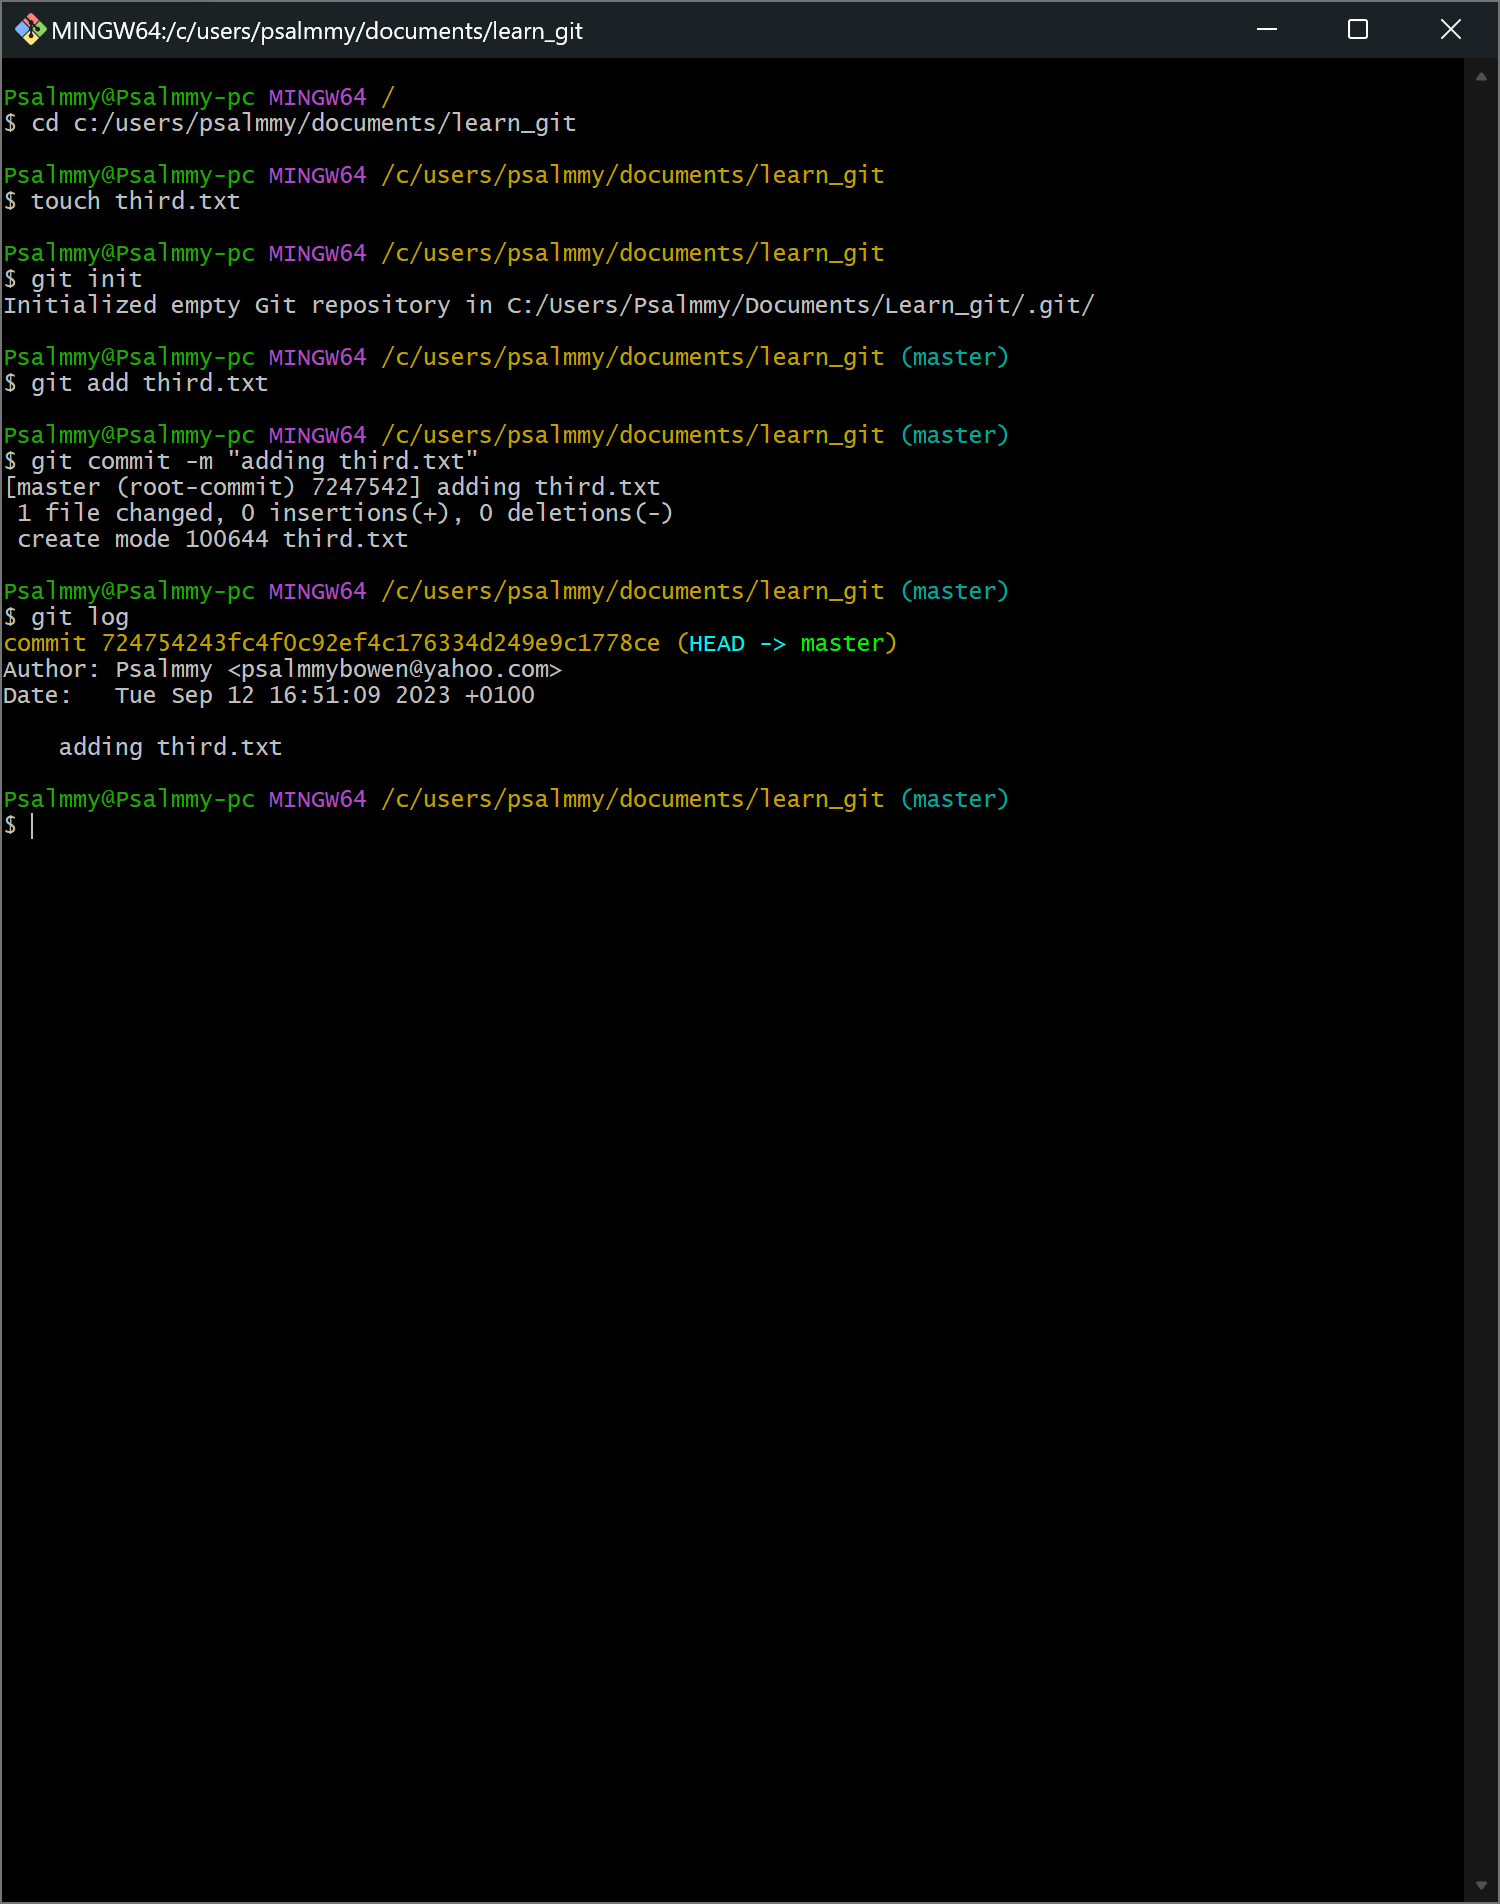 MINGW64:/c/users/psalmmy/documents/learn_git
Psalmmy@Psalmmy-pc MINGW64 /
$ cd c:/users/psalmmy/documents/learn_git
Psalmmy@Psalmmy-pc MINGW64 /c/users/psalmmy/documents/learn_git
$ touch third.txt
Psalmmy@Psalmmy-pc MINGW64 /c/users/psalmmy/documents/learn_git
$ git init
Initialized empty Git repository in C:/Users/Psalmmy/Documents/Learn_git/.git/
Psalmmy@Psalmmy-pc MINGW64 /c/users/psalmmy/documents/learn_git (master)
$ git add third.txt
Psalmmy@Psalmmy-pc MINGW64 /c/users/psalmmy/documents/learn_git (master)
$ git commit -m "adding third.txt"
[master (root-commit) 7247542] adding third.txt
 1 file changed, 0 insertions(+), 0 deletions(-)
 create mode 100644 third.txt
Psalmmy@Psalmmy-pc MINGW64 /c/users/psalmmy/documents/learn_git (master)
$ git log
commit 724754243fc4f0c92ef4c176334d249e9c1778ce (HEAD -> master)
Author: Psalmmy <psalmmybowen@yahoo.com>
Date:   Tue Sep 12 16:51:09 2023 +0100
    adding third.txt
Psalmmy@Psalmmy-pc MINGW64 /c/users/psalmmy/documents/learn_git (master)
$